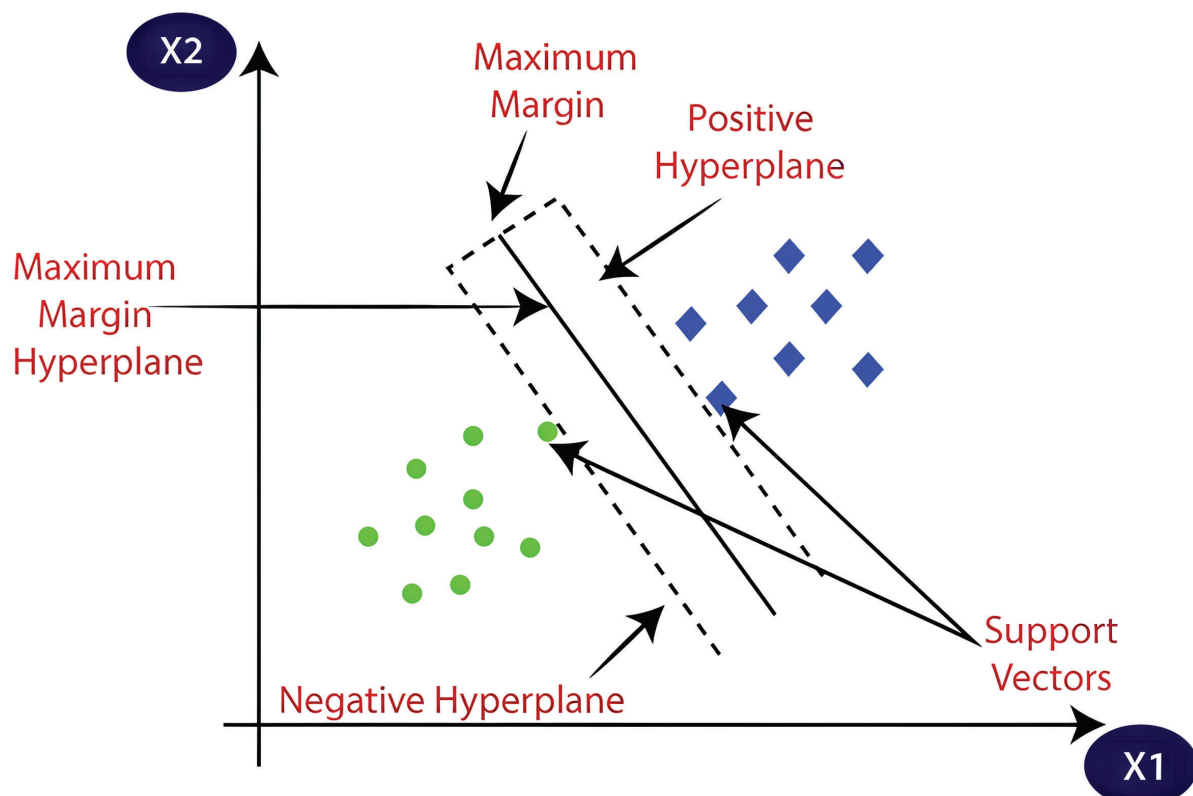 X2
Maximum
Margin
Positive
Hyperplane
Maximum
Margin
Hyperplane
Support
Vectors
Negative Hyperplane
X1